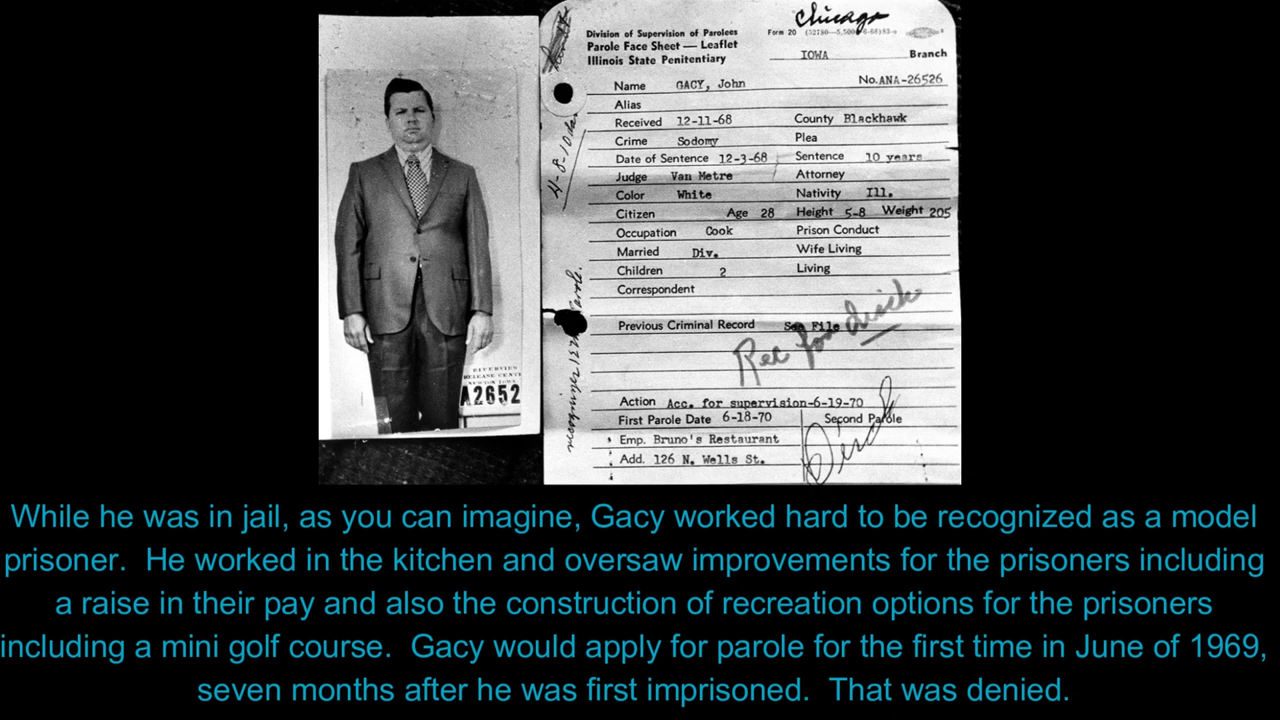 RIVERVIEW
RELEASE CENT
NEWTON IOWA
A2652
Chicago
Division of Supervision of Parolees
Form 20
Parole Face Sheet — Leaflet
Illinois State Penitentiary
IOWA Branch
Name GACY, John No. ANA-26526
Alias
Received 12-11-68 County Blackhawk
Crime Sodomy Plea
Date of Sentence 12-3-68 Sentence 10 years
Judge Van Metre Attorney
Color White Nativity Ill.
Citizen Age 28 Height 5-8 Weight 205
Occupation Cook Prison Conduct
Married Div. Wife Living
Children 2 Living
Correspondent
Previous Criminal Record See File
Rec
Action Acc. for supervision-6-19-70
First Parole Date 6-18-70 Second Parole
Emp. Bruno's Restaurant
Add. 126 N. Wells St.
While he was in jail, as you can imagine, Gacy worked hard to be recognized as a model
prisoner. He worked in the kitchen and oversaw improvements for the prisoners including
a raise in their pay and also the construction of recreation options for the prisoners
including a mini golf course. Gacy would apply for parole for the first time in June of 1969,
seven months after he was first imprisoned. That was denied.